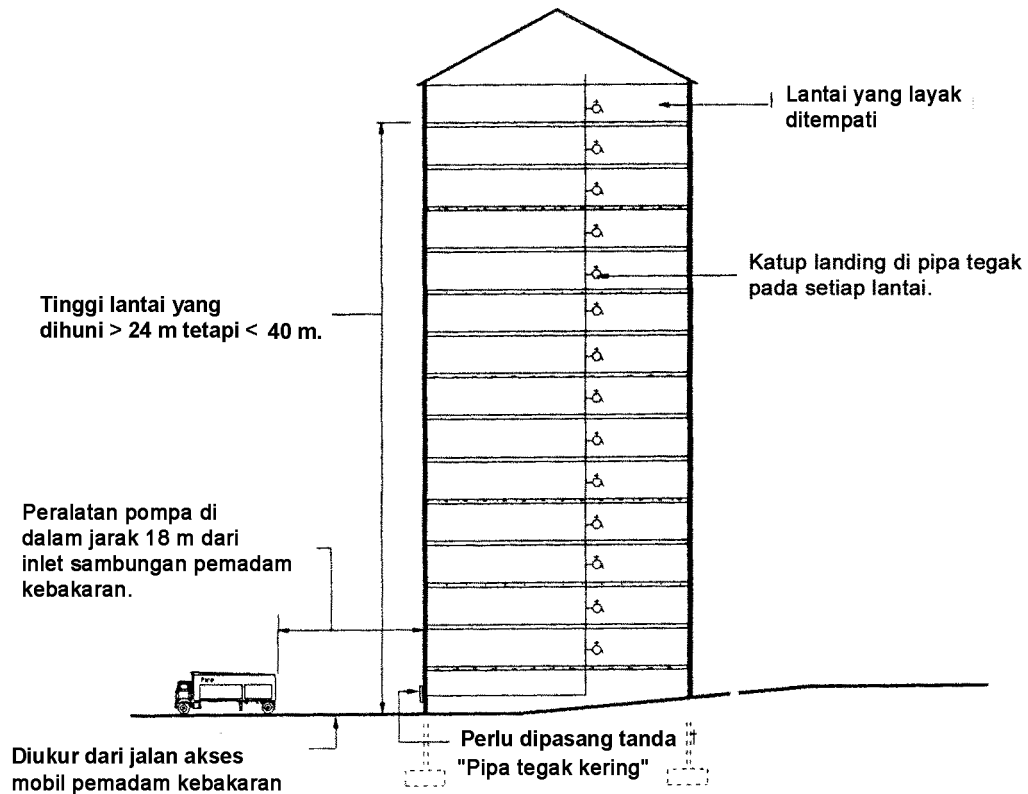 Lantai yang layak
ditempati
Katup landing di pipa tegak
pada setiap lantai.
Tinggi lantai yang
dihuni > 24 m tetapi < 40 m.
Peralatan pompa di
dalam jarak 18 m dari
inlet sambungan pemadam
kebakaran.
Perlu dipasang tanda
"Pipa tegak kering"
Diukur dari jalan akses
mobil pemadam kebakaran